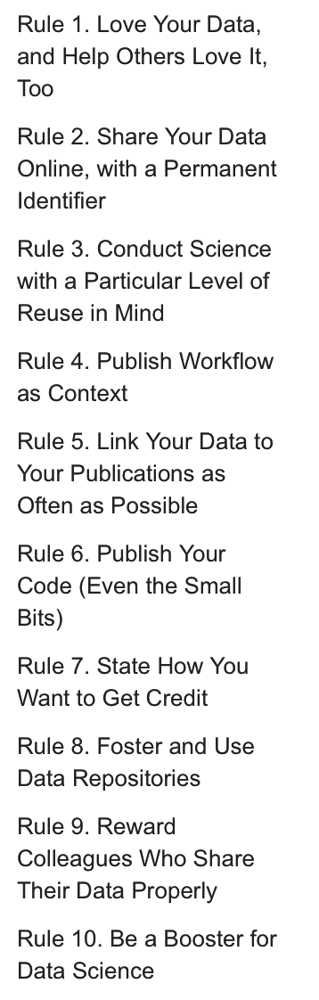 Rule 1. Love Your Data,
and Help Others Love It,
Too
Rule 2. Share Your Data
Online, with a Permanent
Identifier
Rule 3. Conduct Science
with a Particular Level of
Reuse in Mind
Rule 4. Publish Workflow
as Context
Rule 5. Link Your Data to
Your Publications as
Often as Possible
Rule 6. Publish Your
Code (Even the Small
Bits)
Rule 7. State How You
Want to Get Credit
Rule 8. Foster and Use
Data Repositories
Rule 9. Reward
Colleagues Who Share
Their Data Properly
Rule 10. Be a Booster for
Data Science